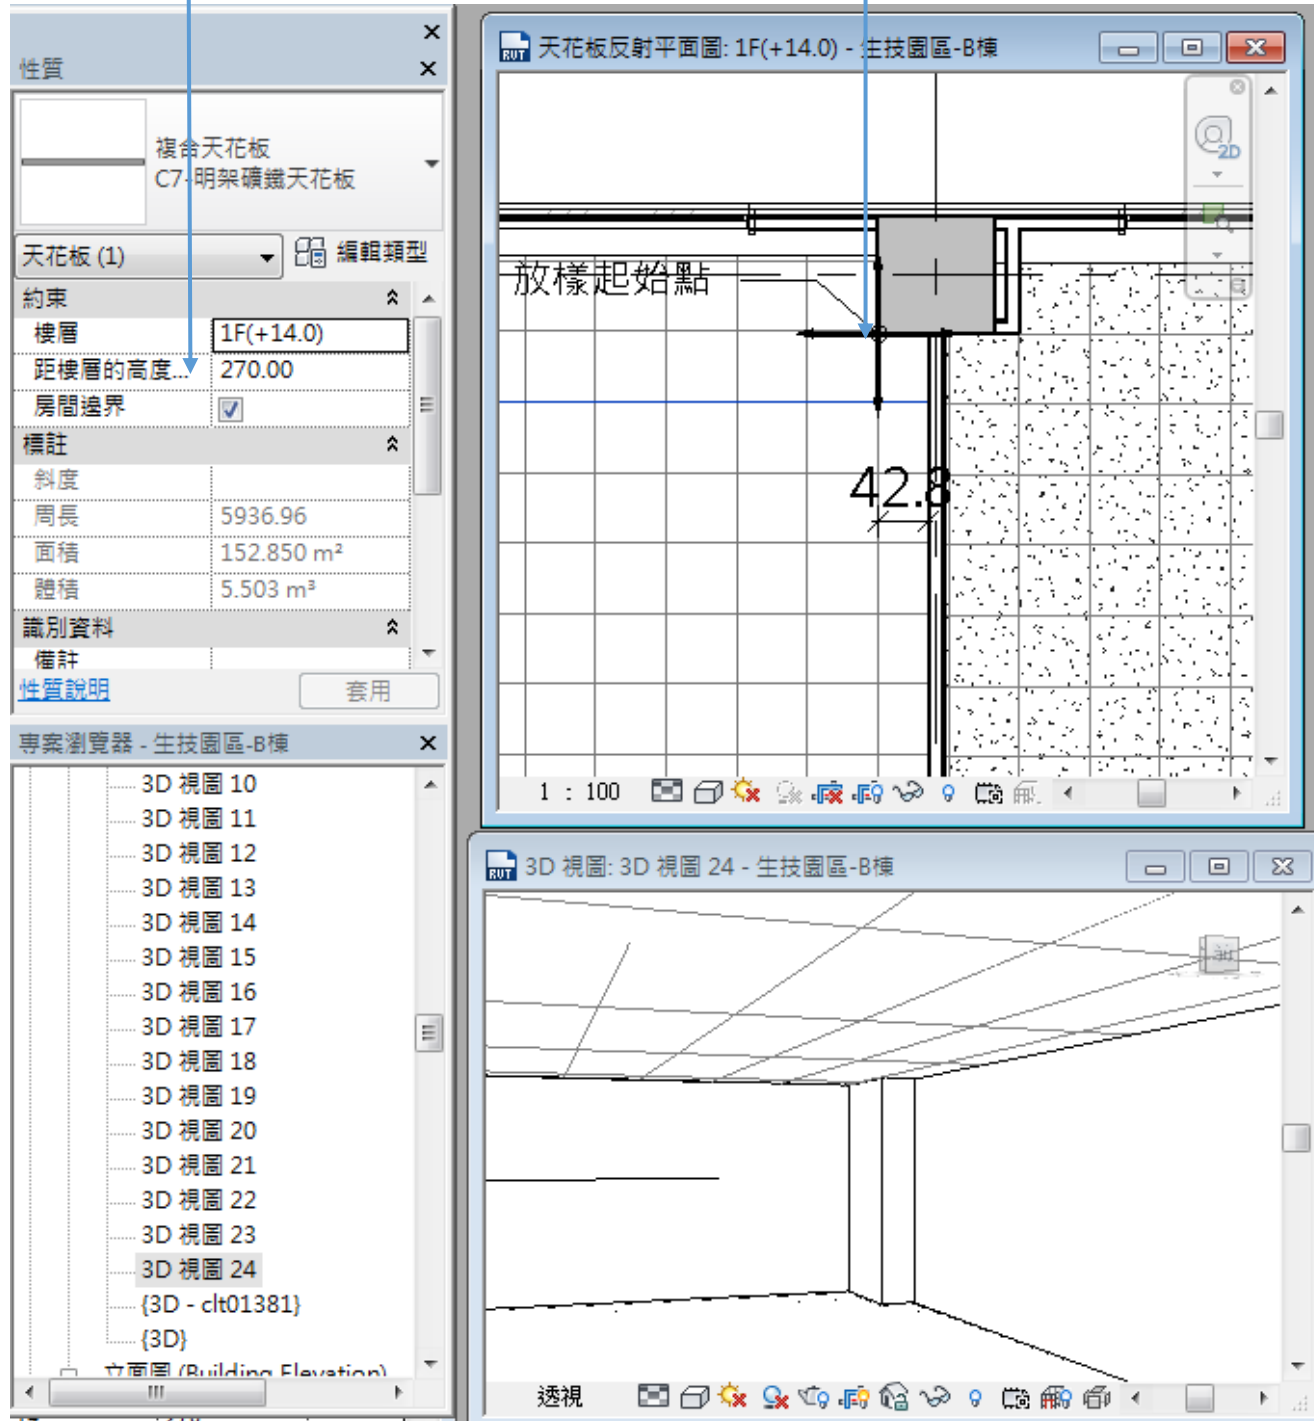 性質
複合天花板
C7-明架礦鐵天花板
天花板 (1)
編輯類型
約束
樓層 1F(+14.0)
距樓層的高度... 270.00
房間邊界
標註
斜度
周長 5936.96
面積 152.850 m²
體積 5.503 m³
識別資料
備註
性質說明
套用
專案瀏覽器 - 生技園區-B棟
3D 視圖 10
3D 視圖 11
3D 視圖 12
3D 視圖 13
3D 視圖 14
3D 視圖 15
3D 視圖 16
3D 視圖 17
3D 視圖 18
3D 視圖 19
3D 視圖 20
3D 視圖 21
3D 視圖 22
3D 視圖 23
3D 視圖 24
{3D - clt01381}
{3D}
立面圖 (Building Elevation)
RUT 天花板反射平面圖: 1F(+14.0) - 生技園區-B棟
2D
放樣起始點
42.8
1 : 100
RUT 3D 視圖: 3D 視圖 24 - 生技園區-B棟
透視